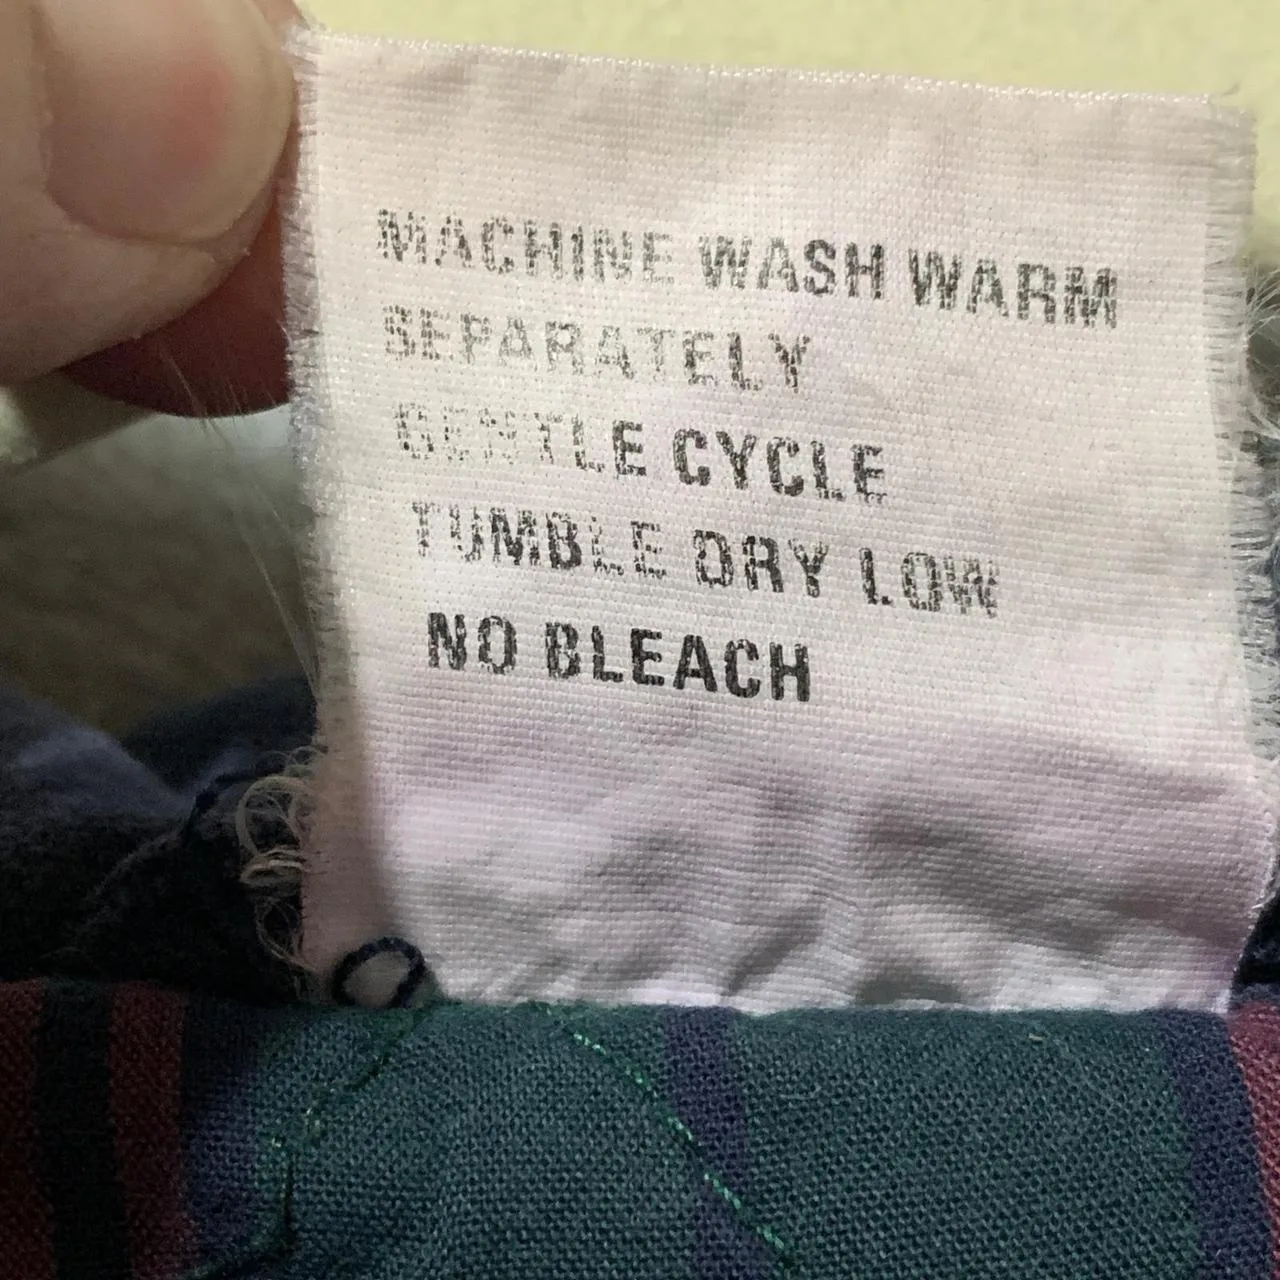 MACHINE WASH WARM
SEPARATELY
GENTLE CYCLE
TUMBLE DRY LOW
NO BLEACH